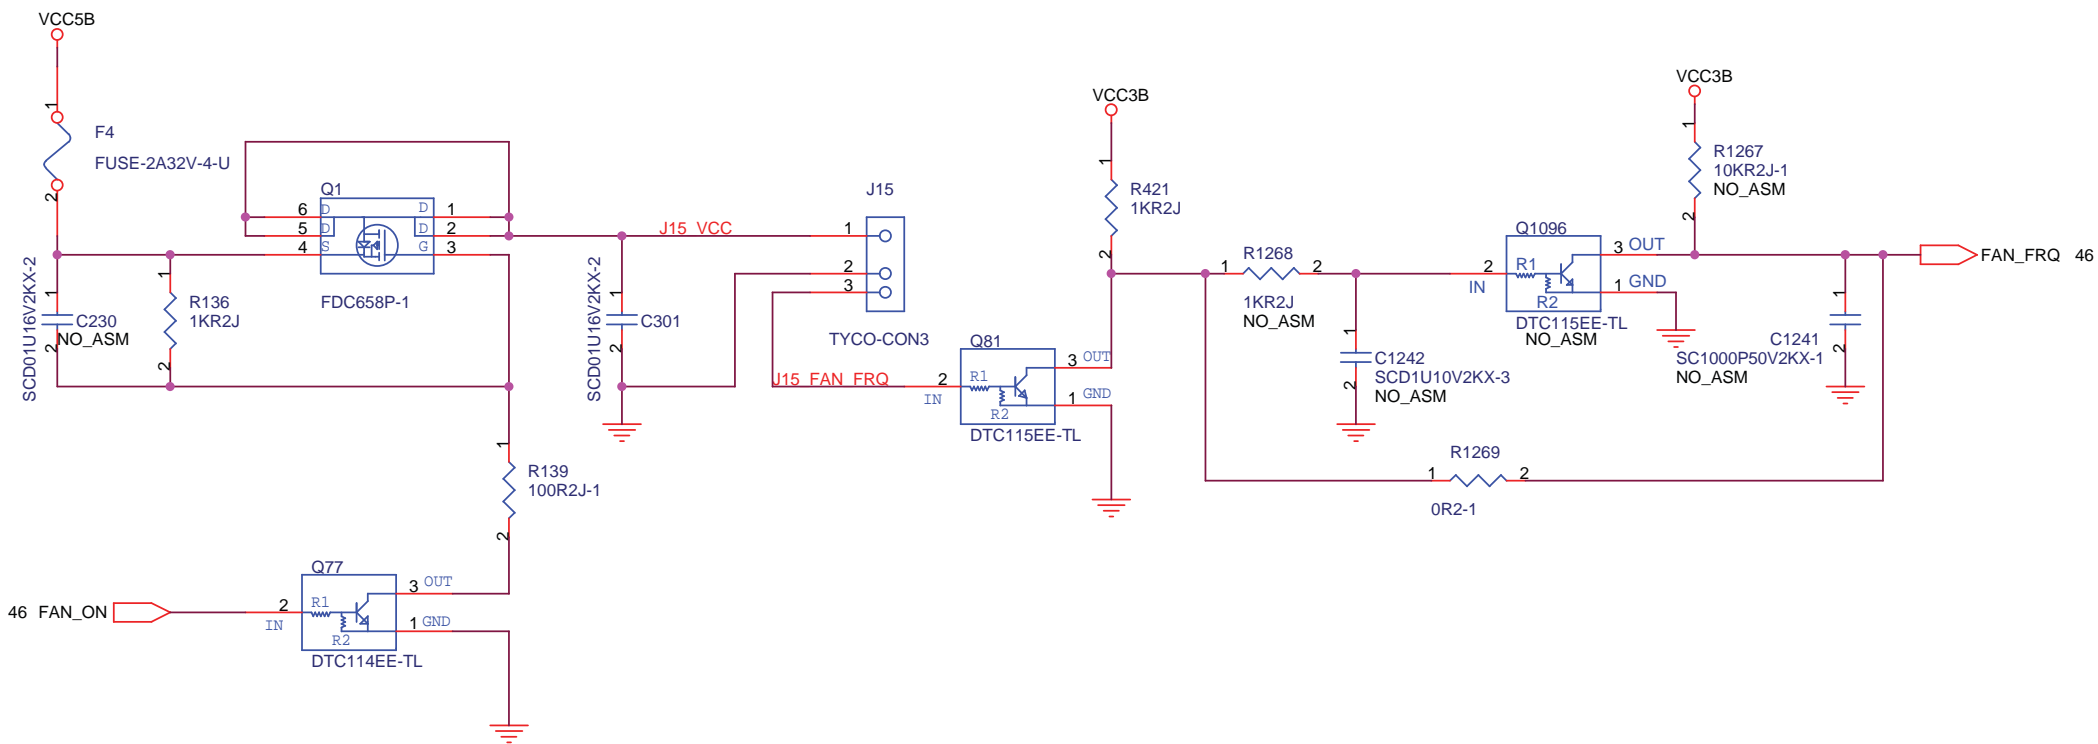 VCC5B
1
F4
FUSE-2A32V-4-U
2
Q1
6 D D 1
5 D D 2
4 S G 3
FDC658P-1
SCD01U16V2KX-2
1
C230
NO_ASM
2
1
R136
1KR2J
2
J15_VCC
SCD01U16V2KX-2
1
C301
2
J15
1
2
3
TYCO-CON3
J15_FAN_FRQ
1
R139
100R2J-1
2
46 FAN_ON
Q77
2
IN
R1
R2
3 OUT
1 GND
DTC114EE-TL
Q81
2
IN
R1
R2
3 OUT
1 GND
DTC115EE-TL
VCC3B
1
R421
1KR2J
2
R1268
1 2
1KR2J
NO_ASM
1
C1242
SCD1U10V2KX-3
NO_ASM
2
Q1096
2
IN
R1
R2
3 OUT
1 GND
DTC115EE-TL
NO_ASM
VCC3B
1
R1267
10KR2J-1
NO_ASM
2
FAN_FRQ 46
1
C1241
SC1000P50V2KX-1
NO_ASM
2
R1269
1 2
0R2-1